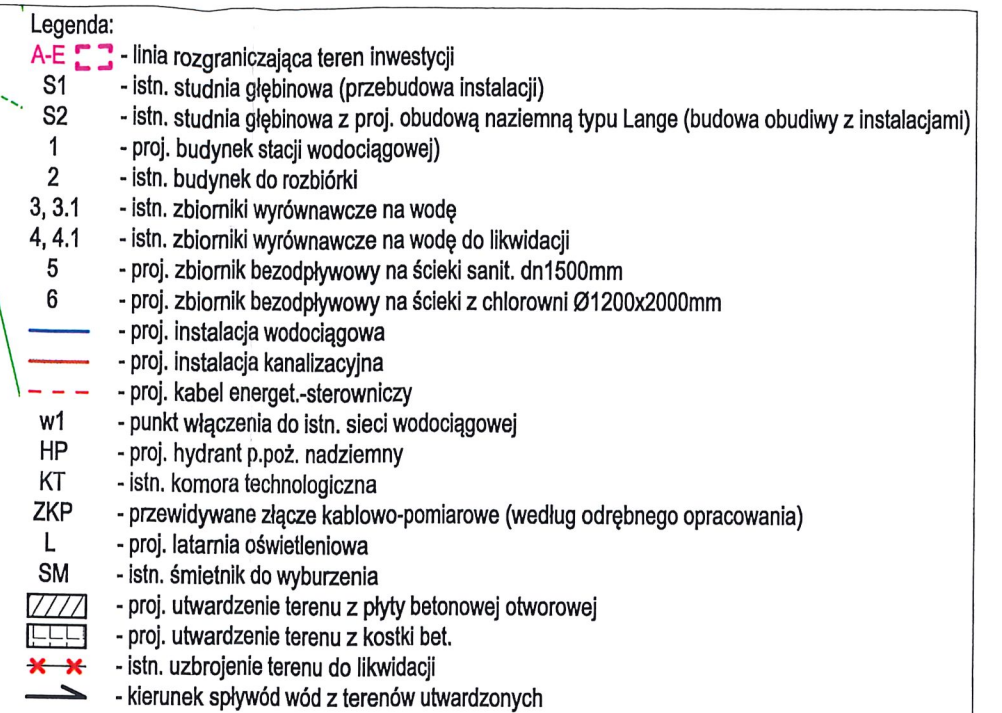 Legenda:
A-E - linia rozgraniczająca teren inwestycji
S1 - istn. studnia głębinowa (przebudowa instalacji)
S2 - istn. studnia głębinowa z proj. obudową naziemną typu Lange (budowa obudiwy z instalacjami)
1 - proj. budynek stacji wodociągowej)
2 - istn. budynek do rozbiórki
3, 3.1 - istn. zbiorniki wyrównawcze na wodę
4, 4.1 - istn. zbiorniki wyrównawcze na wodę do likwidacji
5 - proj. zbiornik bezodpływowy na ścieki sanit. dn1500mm
6 - proj. zbiornik bezodpływowy na ścieki z chlorowni Ø1200x2000mm
- proj. instalacja wodociągowa
- proj. instalacja kanalizacyjna
- proj. kabel energet.-sterowniczy
w1 - punkt włączenia do istn. sieci wodociągowej
HP - proj. hydrant p.poż. nadziemny
KT - istn. komora technologiczna
ZKP - przewidywane złącze kablowo-pomiarowe (według odrębnego opracowania)
L - proj. latarnia oświetleniowa
SM - istn. śmietnik do wyburzenia
- proj. utwardzenie terenu z płyty betonowej otworowej
- proj. utwardzenie terenu z kostki bet.
- istn. uzbrojenie terenu do likwidacji
- kierunek spływód wód z terenów utwardzonych